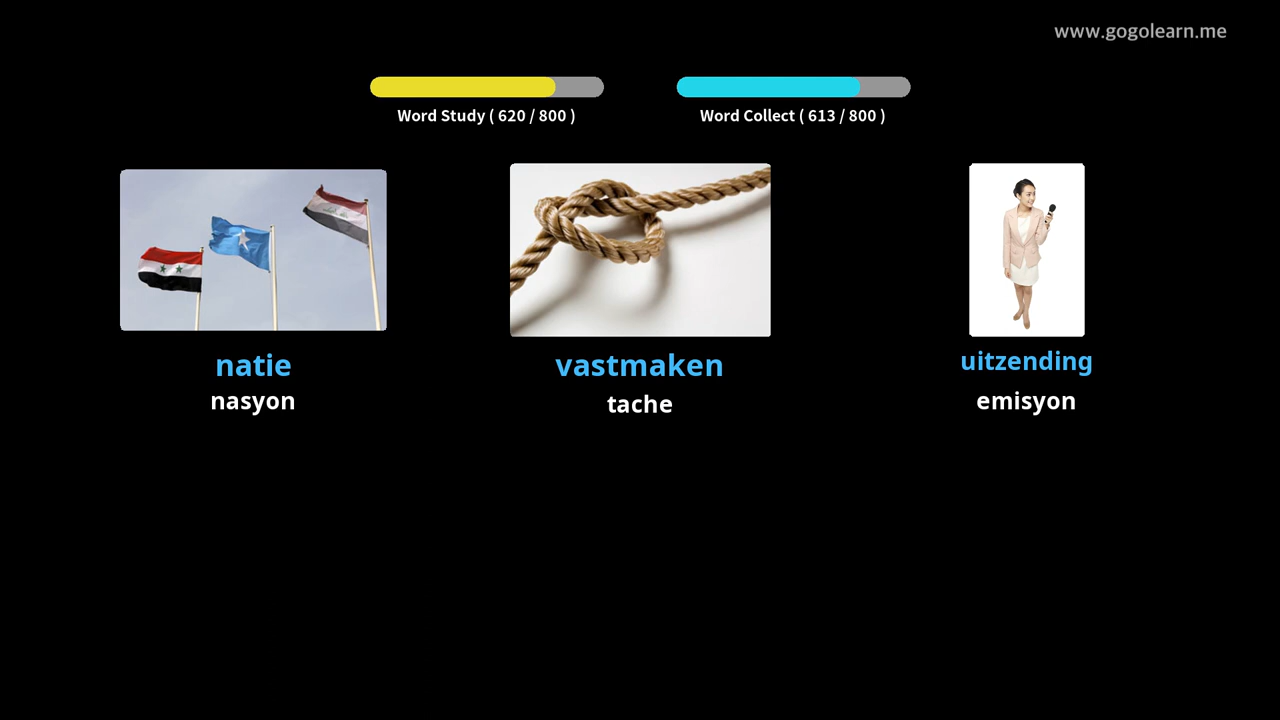 www.gogolearn.me
Word Study ( 620 / 800 )
Word Collect ( 613 / 800 )
natie
nasyon
vastmaken
tache
uitzending
emisyon